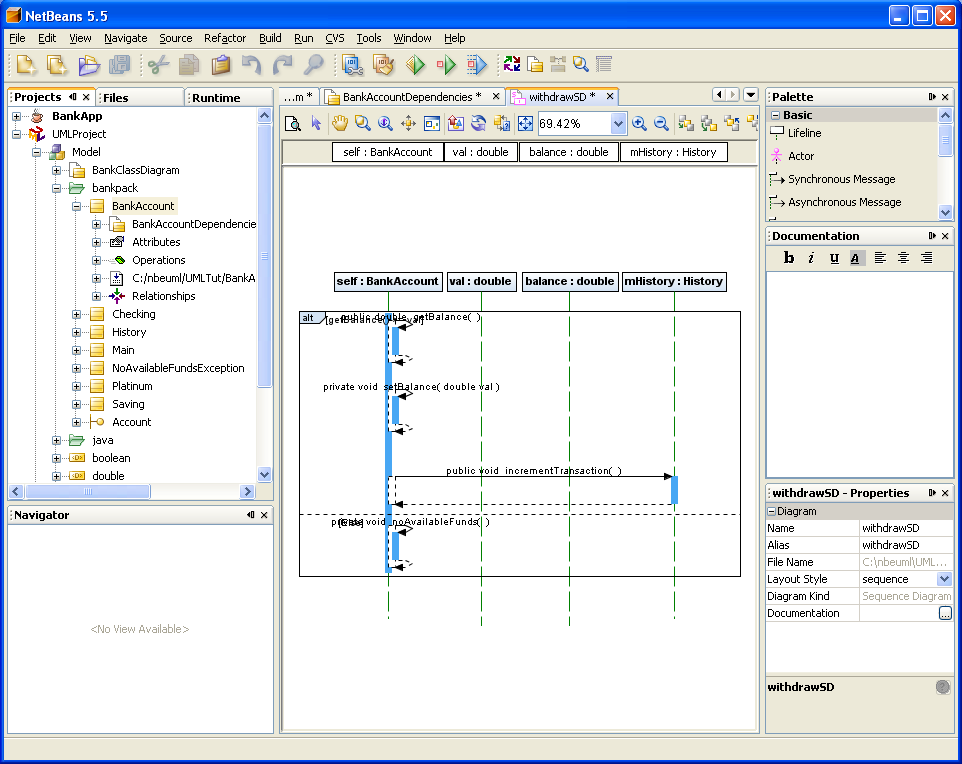 NetBeans 5.5
File Edit View Navigate Source Refactor Build Run CVS Tools Window Help
Projects Files Runtime
BankApp
UMLProject
Model
BankClassDiagram
bankpack
BankAccount
BankAccountDependencie
Attributes
Operations
C:/nbeuml/UMLTut/BankA
Relationships
Checking
History
Main
NoAvailableFundsException
Platinum
Saving
Account
java
boolean
double
Navigator
<No View Available>
...m * BankAccountDependencies * withdrawSD *
69.42%
self : BankAccount val : double balance : double mHistory : History
self : BankAccount val : double balance : double mHistory : History
alt
public double getBalance( )
private void setBalance( double val )
public void incrementTransaction( )
private void noAvailableFunds( )
Palette
Basic
Lifeline
Actor
Synchronous Message
Asynchronous Message
Documentation
b i u A
withdrawSD - Properties
Diagram
Name withdrawSD
Alias withdrawSD
File Name C:\nbeuml\UML...
Layout Style sequence
Diagram Kind Sequence Diagram
Documentation ...
withdrawSD